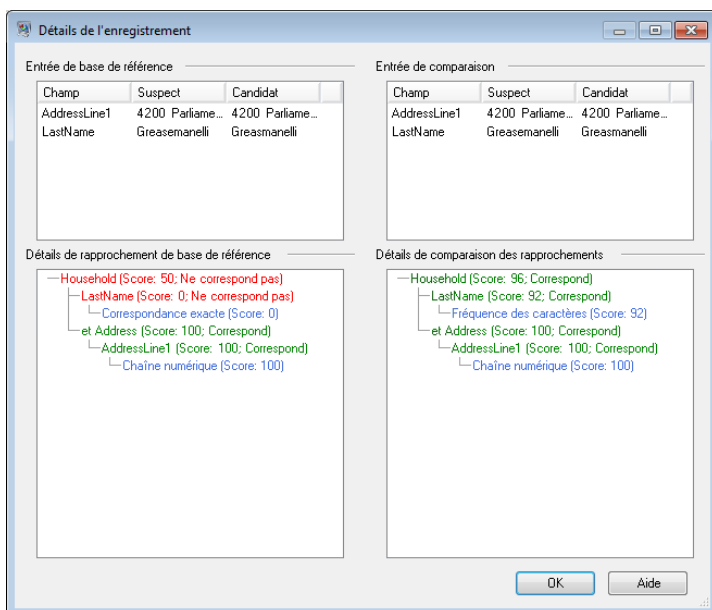 Détails de l'enregistrement
Entrée de base de référence
Champ Suspect Candidat
AddressLine1 4200 Parliame... 4200 Parliame...
LastName Greasemanelli Greasmanelli
Entrée de comparaison
Champ Suspect Candidat
AddressLine1 4200 Parliame... 4200 Parliame...
LastName Greasemanelli Greasmanelli
Détails de rapprochement de base de référence
Household (Score: 50; Ne correspond pas)
LastName (Score: 0; Ne correspond pas)
Correspondance exacte (Score: 0)
et Address (Score: 100; Correspond)
AddressLine1 (Score: 100; Correspond)
Chaîne numérique (Score: 100)
Détails de comparaison des rapprochements
Household (Score: 96; Correspond)
LastName (Score: 92; Correspond)
Fréquence des caractères (Score: 92)
et Address (Score: 100; Correspond)
AddressLine1 (Score: 100; Correspond)
Chaîne numérique (Score: 100)
OK Aide